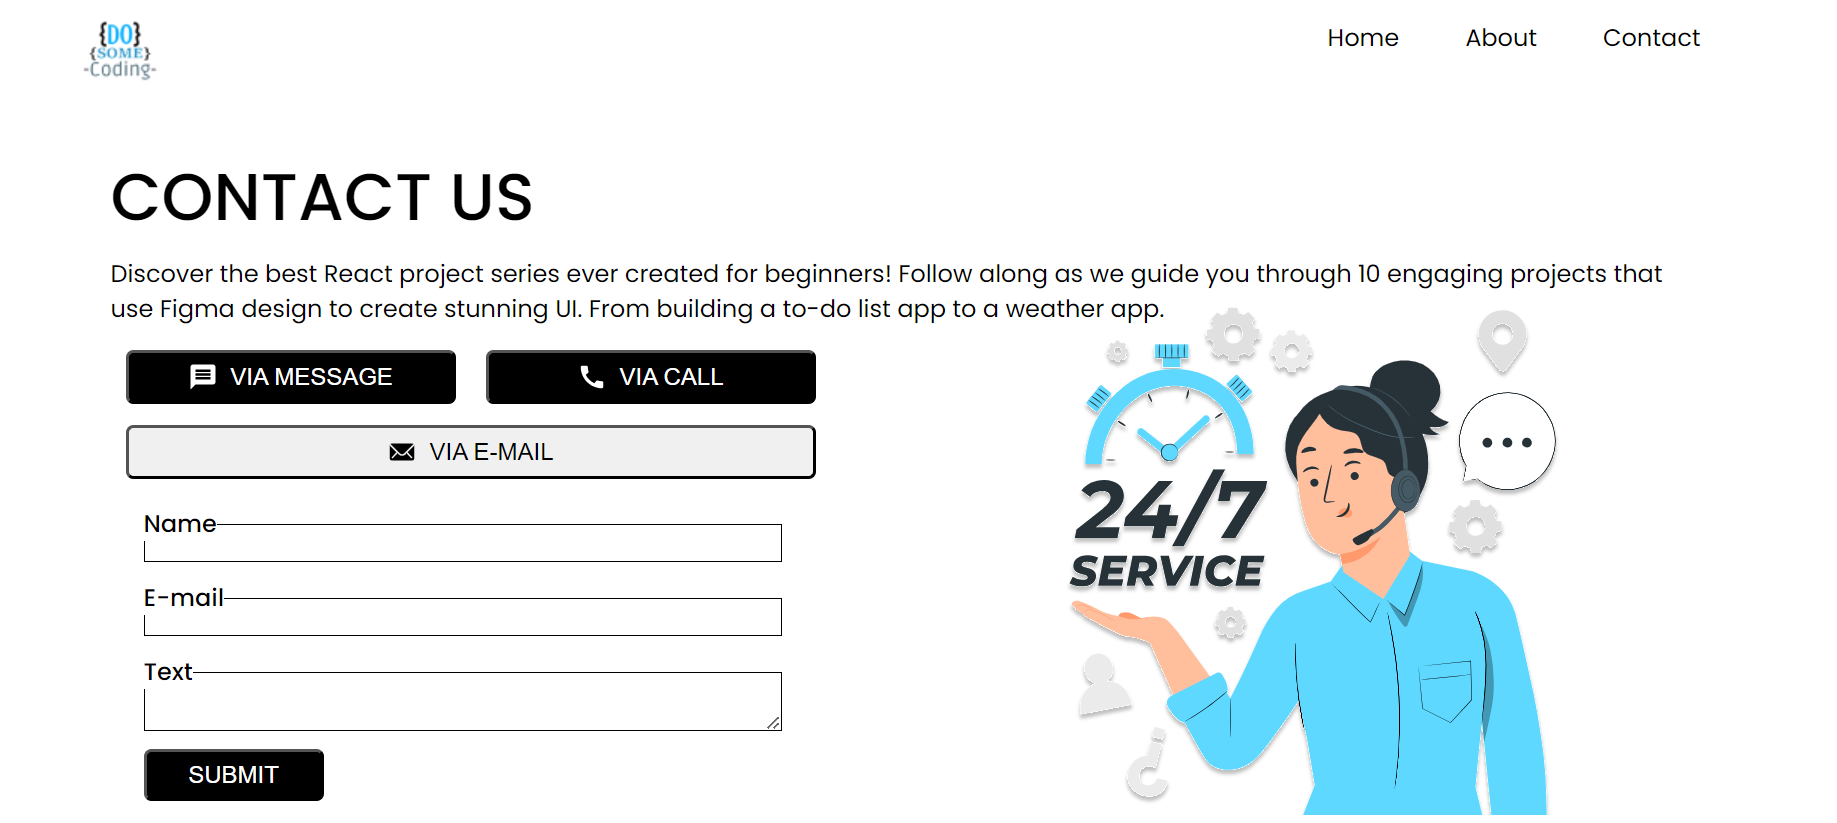 {DO}
{SOME}
-Coding-
Home About Contact
CONTACT US
Discover the best React project series ever created for beginners! Follow along as we guide you through 10 engaging projects that
use Figma design to create stunning UI. From building a to-do list app to a weather app.
VIA MESSAGE VIA CALL
VIA E-MAIL
Name
E-mail
Text
SUBMIT
24/7
SERVICE